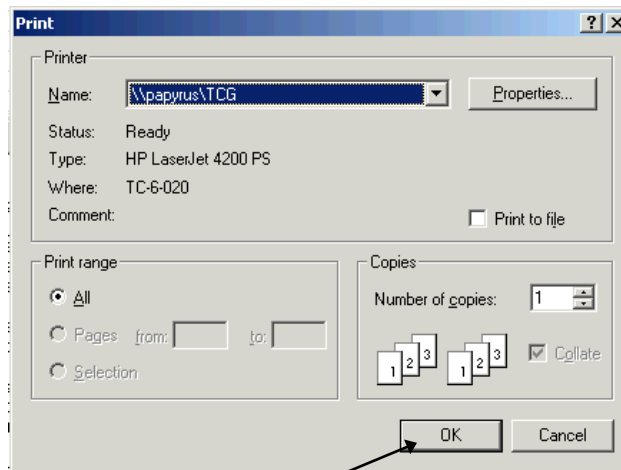 Print
Printer
Name: \\papyrus\TCG Properties...
Status: Ready
Type: HP LaserJet 4200 PS
Where: TC-6-020
Comment: Print to file
Print range
All
Pages from: to:
Selection
Copies
Number of copies: 1
1 2 3 1 2 3 Collate
OK Cancel